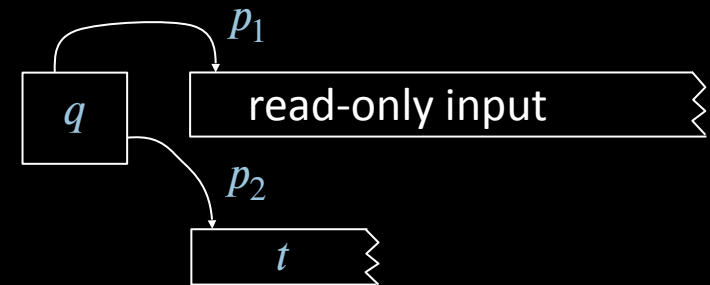 p₁
q
read-only input
p₂
t